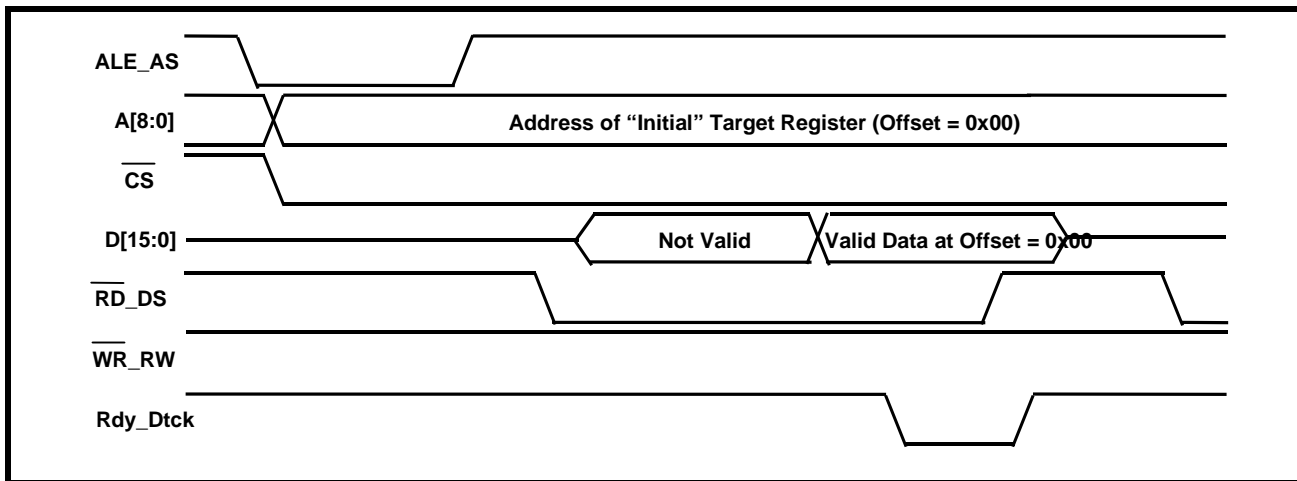 ALE_AS
A[8:0]
Address of “Initial” Target Register (Offset = 0x00)
CS
D[15:0]
Not Valid
Valid Data at Offset = 0x00
RD_DS
WR_RW
Rdy_Dtck